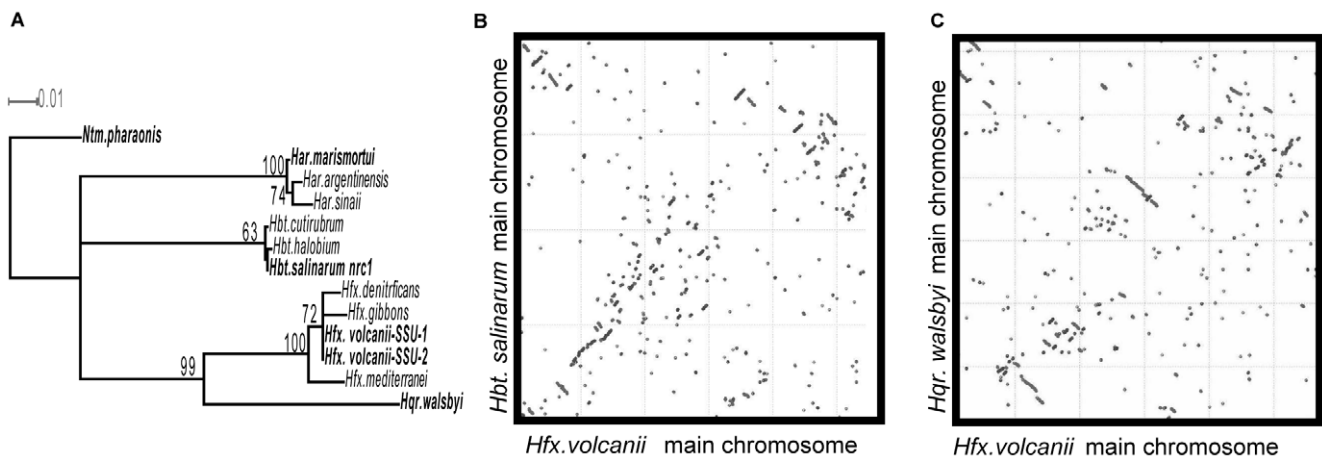 A
0.01
Ntm.pharaonis
100
Har.marismortui
Har.argentinensis
74
Har.sinaii
Hbt.cutirubrum
63
Hbt.halobium
Hbt.salinarum nrc1
Hfx.denitrficans
72
Hfx.gibbons
Hfx. volcanii-SSU-1
100
Hfx. volcanii-SSU-2
99
Hfx.mediterranei
Hqr.walsbyi
B
Hbt. salinarum main chromosome
Hfx.volcanii main chromosome
C
Hqr. walsbyi main chromosome
Hfx.volcanii main chromosome